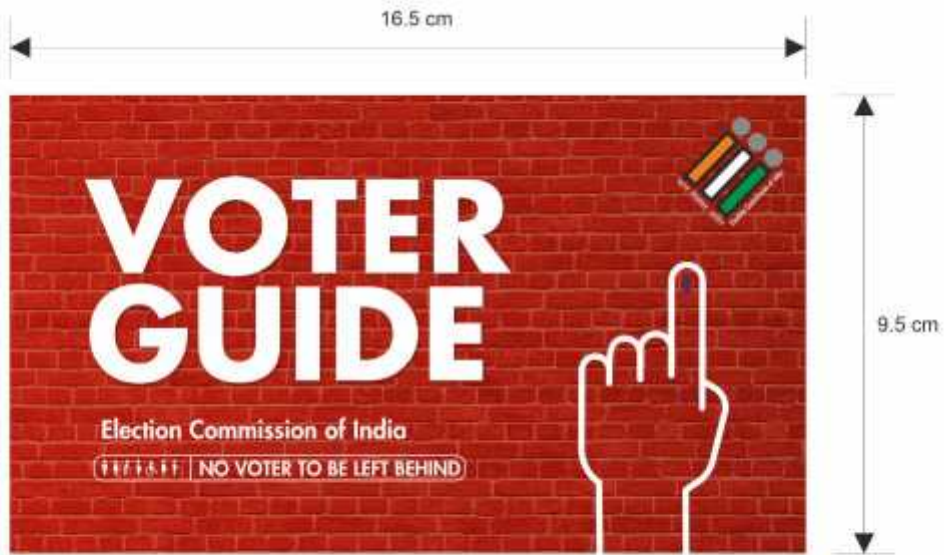 16.5 cm
VOTER
GUIDE
9.5 cm
Election Commission of India
NO VOTER TO BE LEFT BEHIND